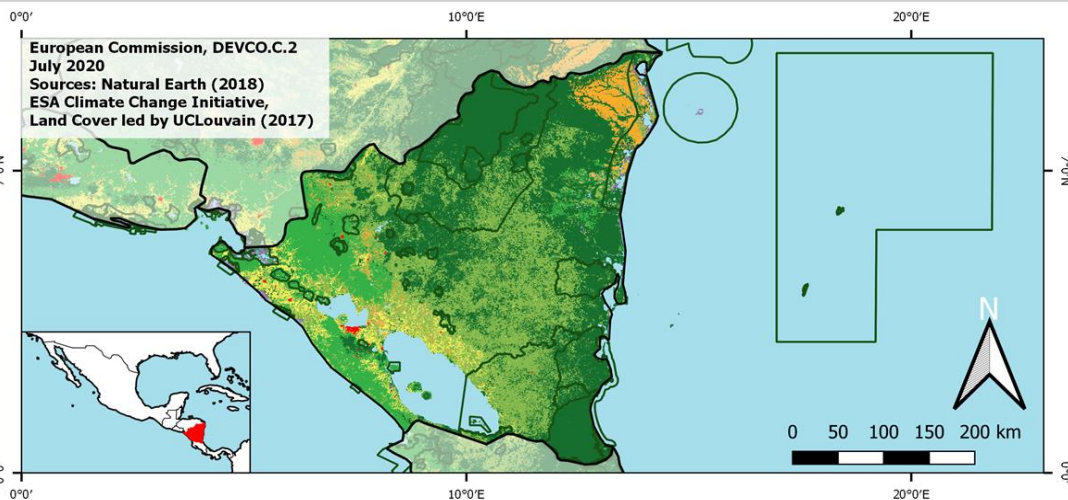 0°0′ 10°0′E 20°0′E
European Commission, DEVCO.C.2
July 2020
Sources: Natural Earth (2018)
ESA Climate Change Initiative,
Land Cover led by UCLouvain (2017)
N
0 50 100 150 200 km
0°0′ 10°0′E 20°0′E